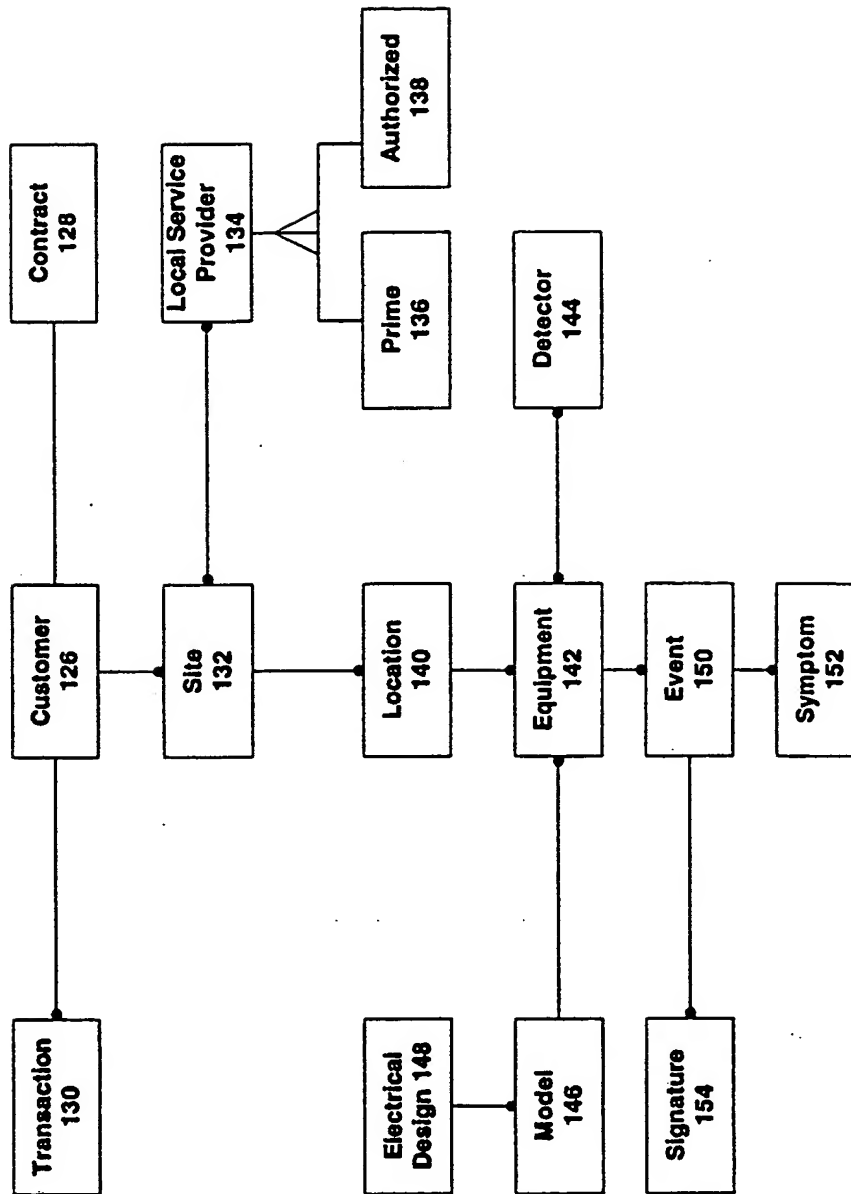 Transaction
130
Customer
126
Contract
128
Site
132
Local Service
Provider
134
Prime
136
Authorized
138
Electrical
Design 148
Location
140
Model
146
Equipment
142
Detector
144
Signature
154
Event
150
Symptom
152